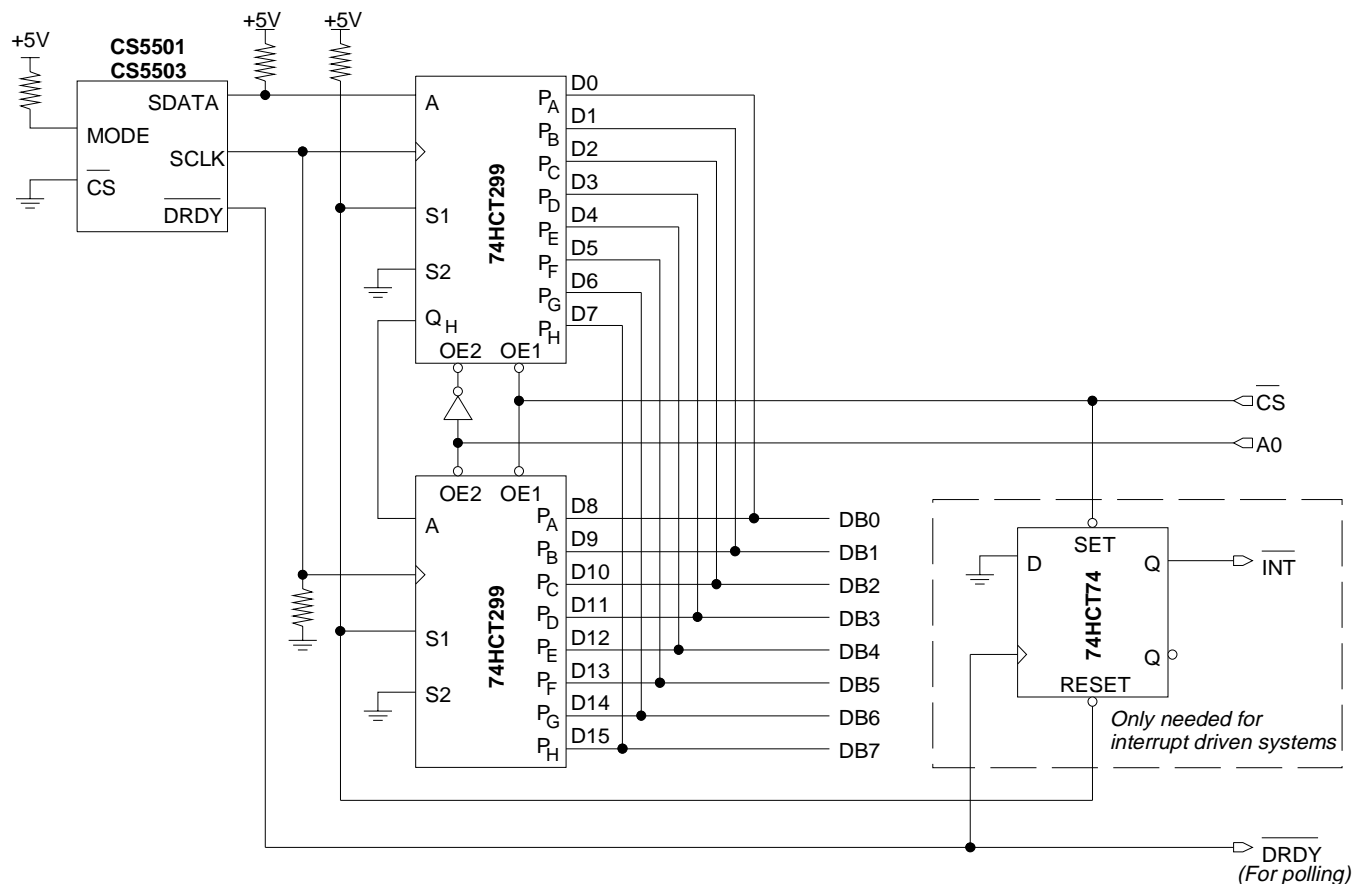 +5V
+5V
+5V
CS5501
CS5503
SDATA
MODE
SCLK
CS
DRDY
A
S1
S2
QH
74HCT299
PA
PB
PC
PD
PE
PF
PG
PH
D0
D1
D2
D3
D4
D5
D6
D7
OE2 OE1
CS
A0
OE2 OE1
A
S1
S2
74HCT299
PA
PB
PC
PD
PE
PF
PG
PH
D8
D9
D10
D11
D12
D13
D14
D15
DB0
DB1
DB2
DB3
DB4
DB5
DB6
DB7
SET
D
Q
74HCT74
Q
RESET
INT
Only needed for
interrupt driven systems
DRDY
(For polling)